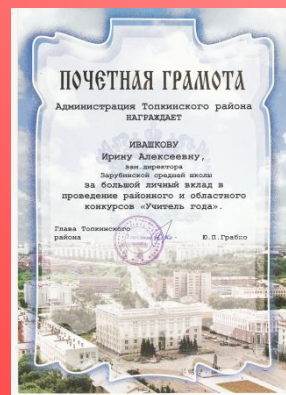 ПОЧЕТНАЯ ГРАМОТА
Администрация Топкинского района
НАГРАЖДАЕТ
ИВАШКОВУ
Ирину Алексеевну,
зам. директора
Зарубинской средней школы
за большой личный вклад в
проведение районного и областного
конкурсов «Учитель года».
Глава Топкинского
района
Ю.П.Грабко